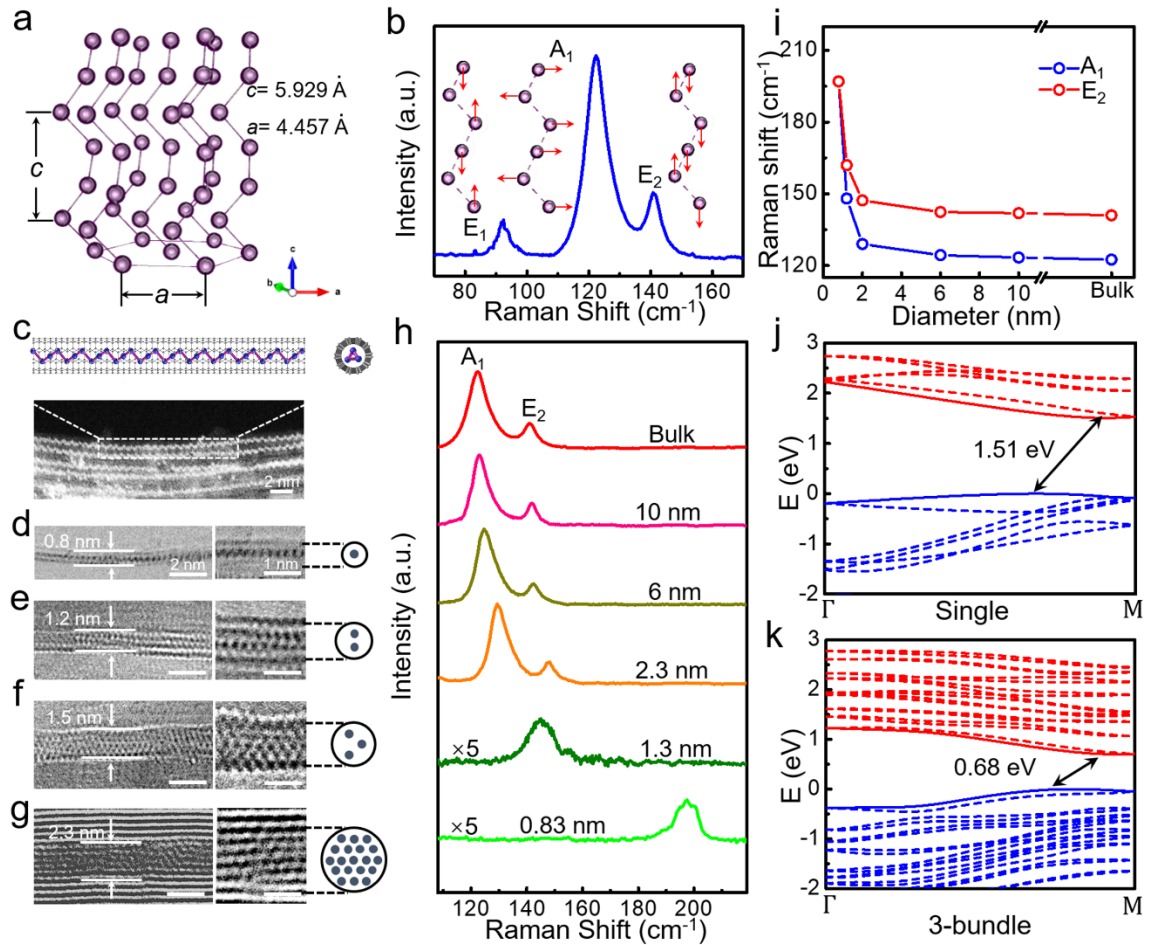 a
c= 5.929 Å
a= 4.457 Å
c
a
c
b
a
b
Intensity (a.u.)
A1
E1
E2
80 100 120 140 160
Raman Shift (cm-1)
i
Raman shift (cm-1)
210
180
150
120
A1
E2
0 2 4 6 8 10 Bulk
Diameter (nm)
c
2 nm
d
0.8 nm
2 nm
1 nm
e
1.2 nm
f
1.5 nm
g
2.3 nm
h
Intensity (a.u.)
A1
E2
Bulk
10 nm
6 nm
2.3 nm
×5
1.3 nm
×5
0.83 nm
120 140 160 180 200
Raman Shift (cm-1)
j
E (eV)
3
2
1
0
-1
-2
1.51 eV
Γ Single M
k
E (eV)
3
2
1
0
-1
-2
0.68 eV
Γ M
3-bundle